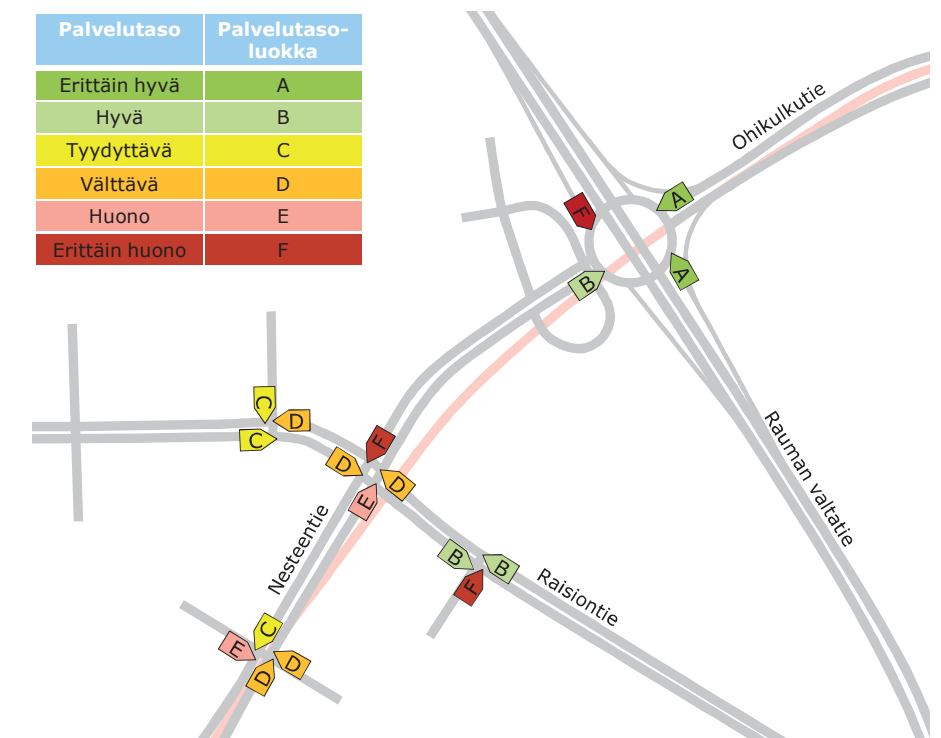 Palvelutaso Palvelutaso-
luokka
Erittäin hyvä A
Hyvä B
Tyydyttävä C
Välttävä D
Huono E
Erittäin huono F
Ohikulkutie
A
F
A
B
C
D
C
F
D
D
E
Rauman valtatie
Nesteentie
B
B
F
Raisiontie
C
E
D
D